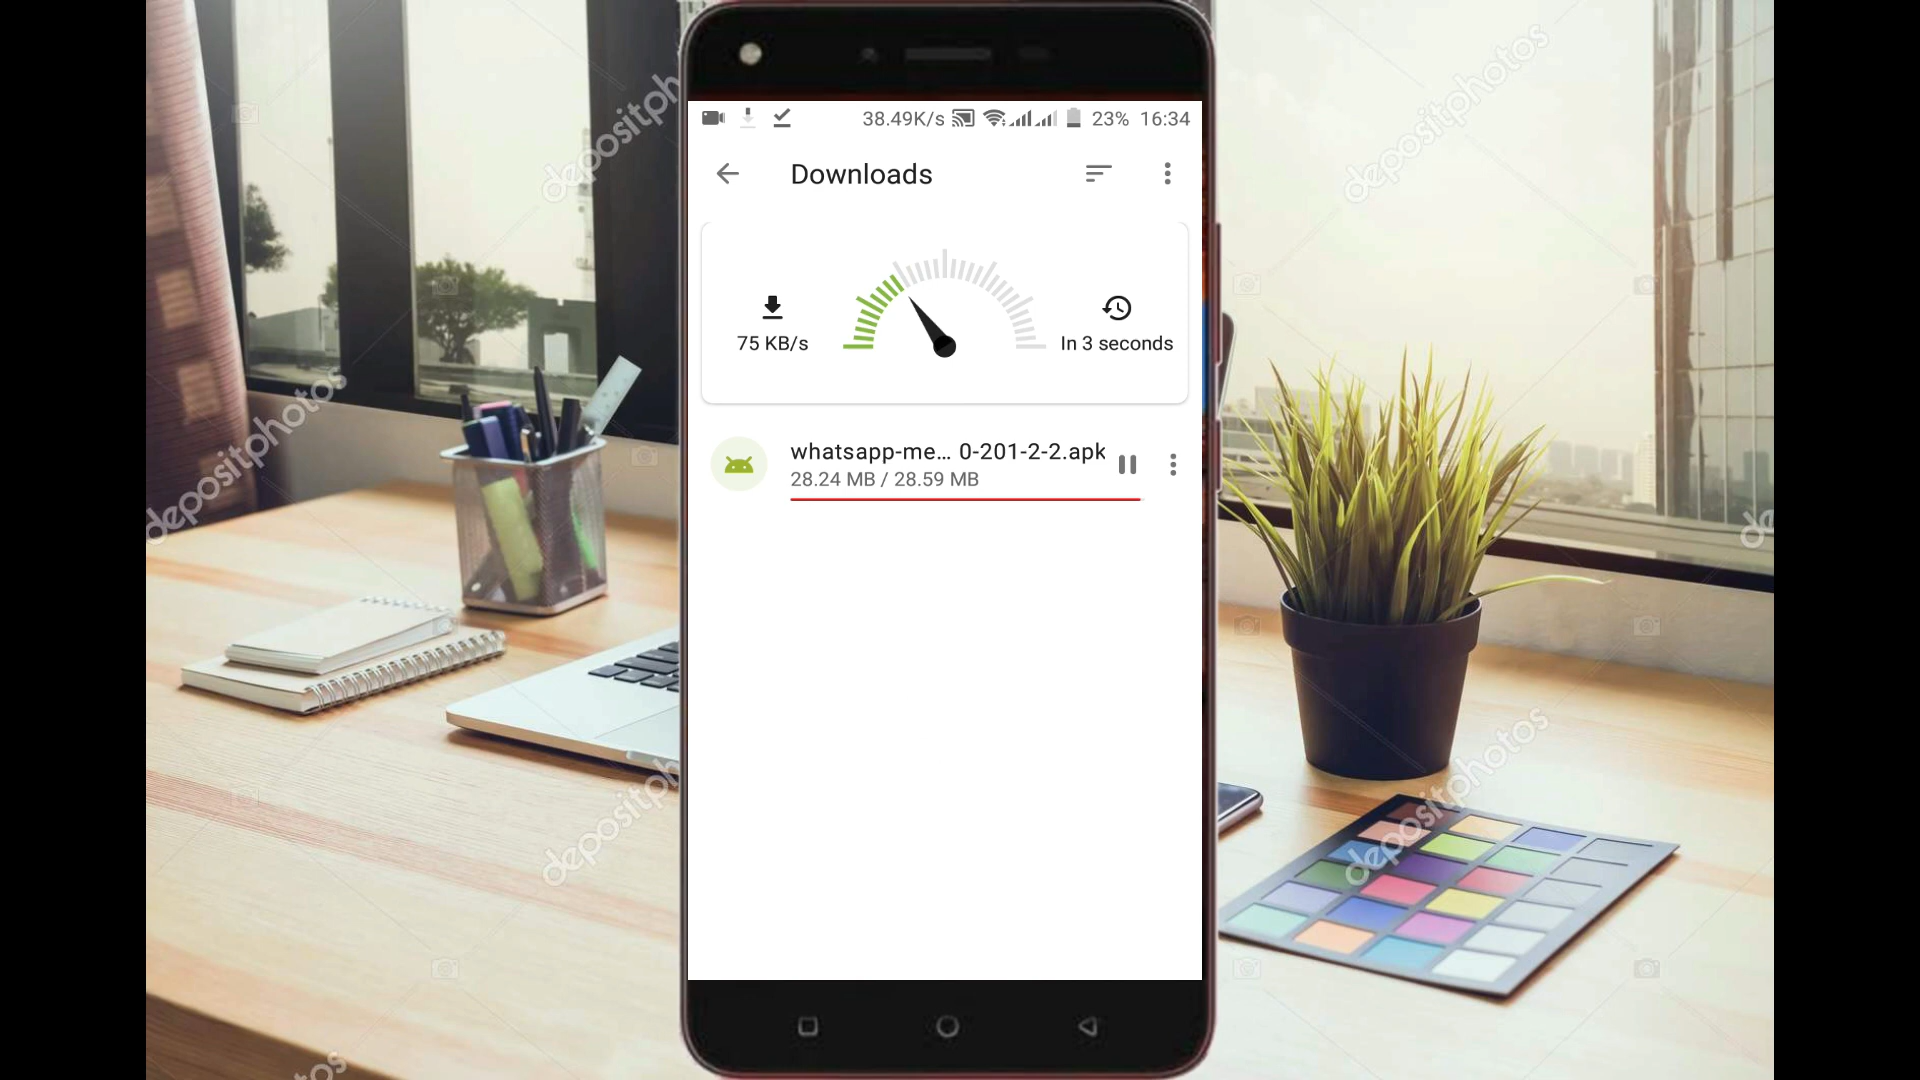 38.49K/s 23% 16:34
Downloads
75 KB/s
In 3 seconds
whatsapp-me... 0-201-2-2.apk
28.24 MB / 28.59 MB
depositphotos
depositphotos
depositphotos
depositphotos
depositphotos